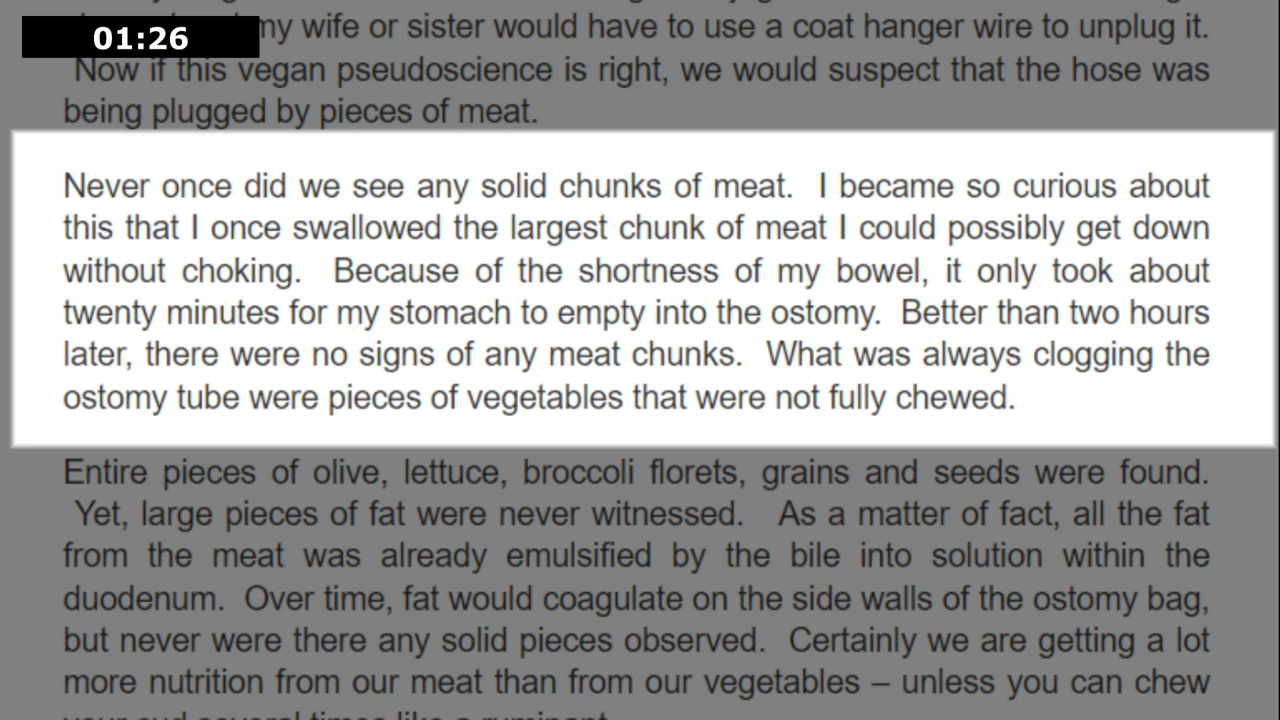 01:26
my wife or sister would have to use a coat hanger wire to unplug it.
Now if this vegan pseudoscience is right, we would suspect that the hose was
being plugged by pieces of meat.
Never once did we see any solid chunks of meat. I became so curious about
this that I once swallowed the largest chunk of meat I could possibly get down
without choking. Because of the shortness of my bowel, it only took about
twenty minutes for my stomach to empty into the ostomy. Better than two hours
later, there were no signs of any meat chunks. What was always clogging the
ostomy tube were pieces of vegetables that were not fully chewed.
Entire pieces of olive, lettuce, broccoli florets, grains and seeds were found.
Yet, large pieces of fat were never witnessed. As a matter of fact, all the fat
from the meat was already emulsified by the bile into solution within the
duodenum. Over time, fat would coagulate on the side walls of the ostomy bag,
but never were there any solid pieces observed. Certainly we are getting a lot
more nutrition from our meat than from our vegetables – unless you can chew
your cud several times like a ruminant.